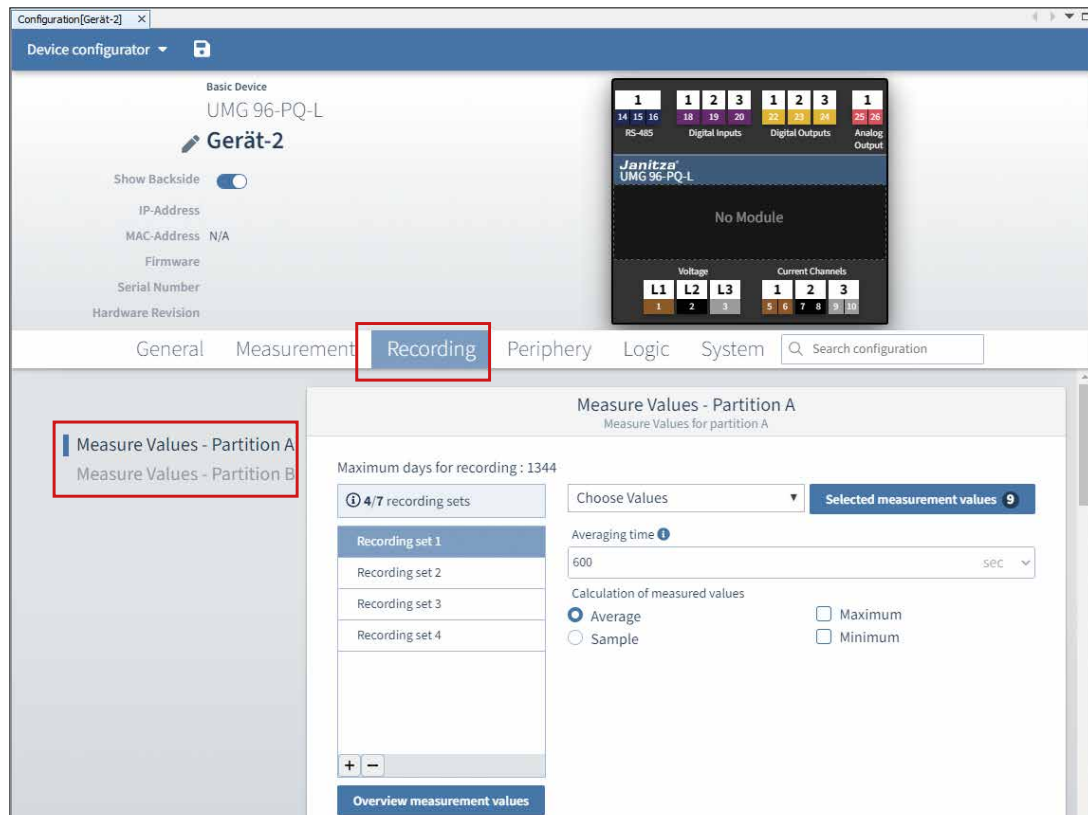 Configuration[Gerät-2] ×
Device configurator
Basic Device
UMG 96-PQ-L
Gerät-2
Show Backside
IP-Address
MAC-Address N/A
Firmware
Serial Number
Hardware Revision
1 1 2 3 1 2 3 1
14 15 16 18 19 20 22 23 24 25 26
RS-485 Digital Inputs Digital Outputs Analog Output
Janitza®
UMG 96-PQ-L
No Module
Voltage Current Channels
L1 L2 L3 1 2 3
1 2 3 5 6 7 8 9 10
General Measurement Recording Periphery Logic System Search configuration
Measure Values - Partition A
Measure Values - Partition B
Measure Values - Partition A
Measure Values for partition A
Maximum days for recording : 1344
4/7 recording sets
Recording set 1
Recording set 2
Recording set 3
Recording set 4
+ −
Overview measurement values
Choose Values Selected measurement values 9
Averaging time
600 sec
Calculation of measured values
Average Maximum
Sample Minimum